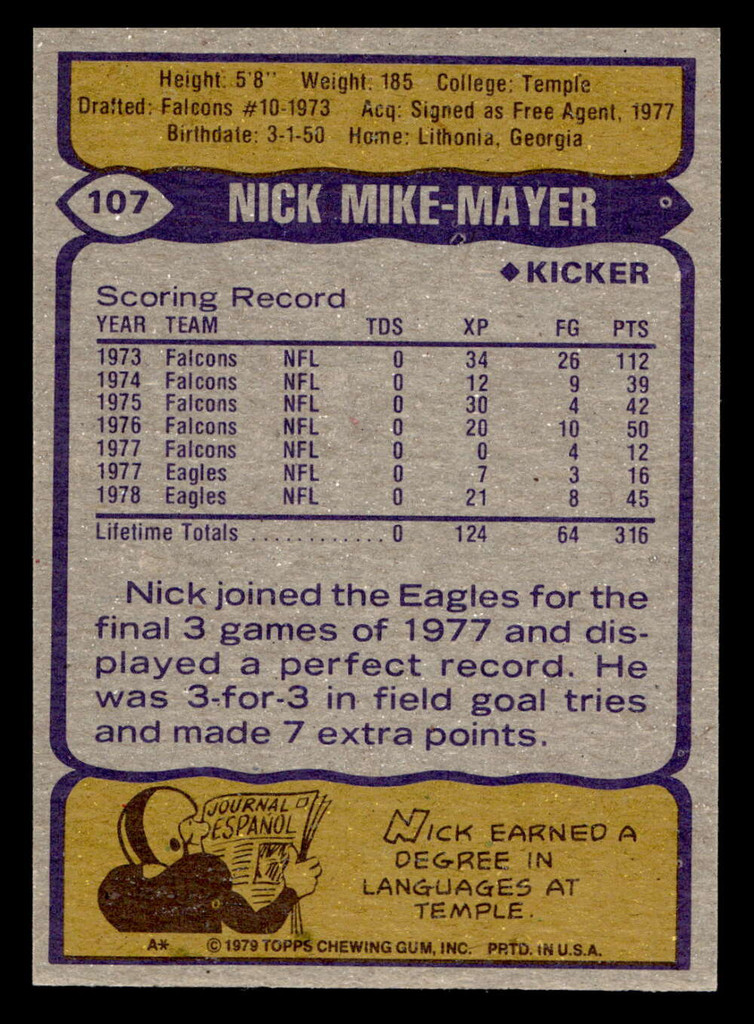 Height: 5'8" Weight: 185 College: Temple
Drafted: Falcons #10-1973 Acq: Signed as Free Agent, 1977
Birthdate: 3-1-50 Home: Lithonia, Georgia
107 NICK MIKE-MAYER
◆KICKER
Scoring Record
YEAR TEAM TDS XP FG PTS
1973 Falcons NFL 0 34 26 112
1974 Falcons NFL 0 12 9 39
1975 Falcons NFL 0 30 4 42
1976 Falcons NFL 0 20 10 50
1977 Falcons NFL 0 0 4 12
1977 Eagles NFL 0 7 3 16
1978 Eagles NFL 0 21 8 45
Lifetime Totals ............ 0 124 64 316
Nick joined the Eagles for the
final 3 games of 1977 and dis-
played a perfect record. He
was 3-for-3 in field goal tries
and made 7 extra points.
JOURNAL
ESPAÑOL
NICK EARNED A
DEGREE IN
LANGUAGES AT
TEMPLE.
A* © 1979 TOPPS CHEWING GUM, INC. PRTD. IN U.S.A.